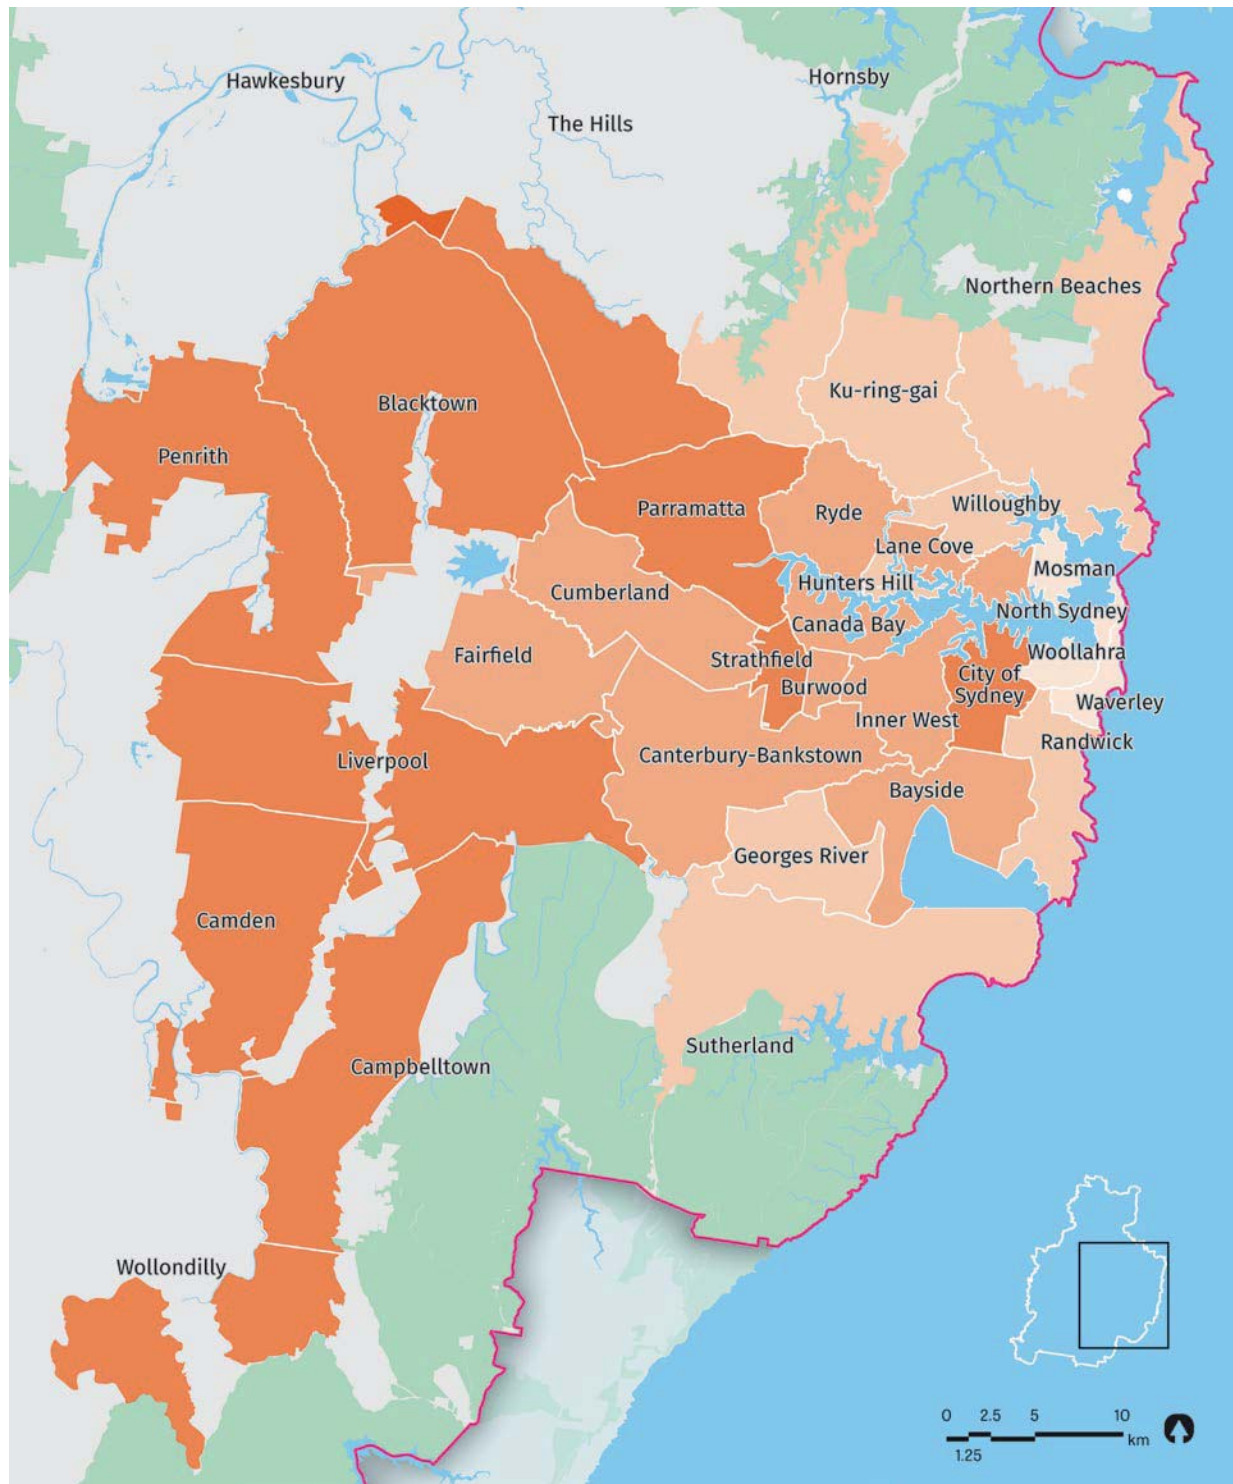 Hornsby
Hawkesbury
The Hills
Northern Beaches
Ku-ring-gai
Blacktown
Penrith
Willoughby
Parramatta
Ryde
Lane Cove
Mosman
Hunters Hill
Cumberland
North Sydney
Canada Bay
Woollahra
Fairfield
Strathfield
City of
Sydney
Burwood
Waverley
Inner West
Randwick
Canterbury-Bankstown
Liverpool
Bayside
Georges River
Camden
Sutherland
Campbelltown
Wollondilly
0 2.5 5 10
km
1.25